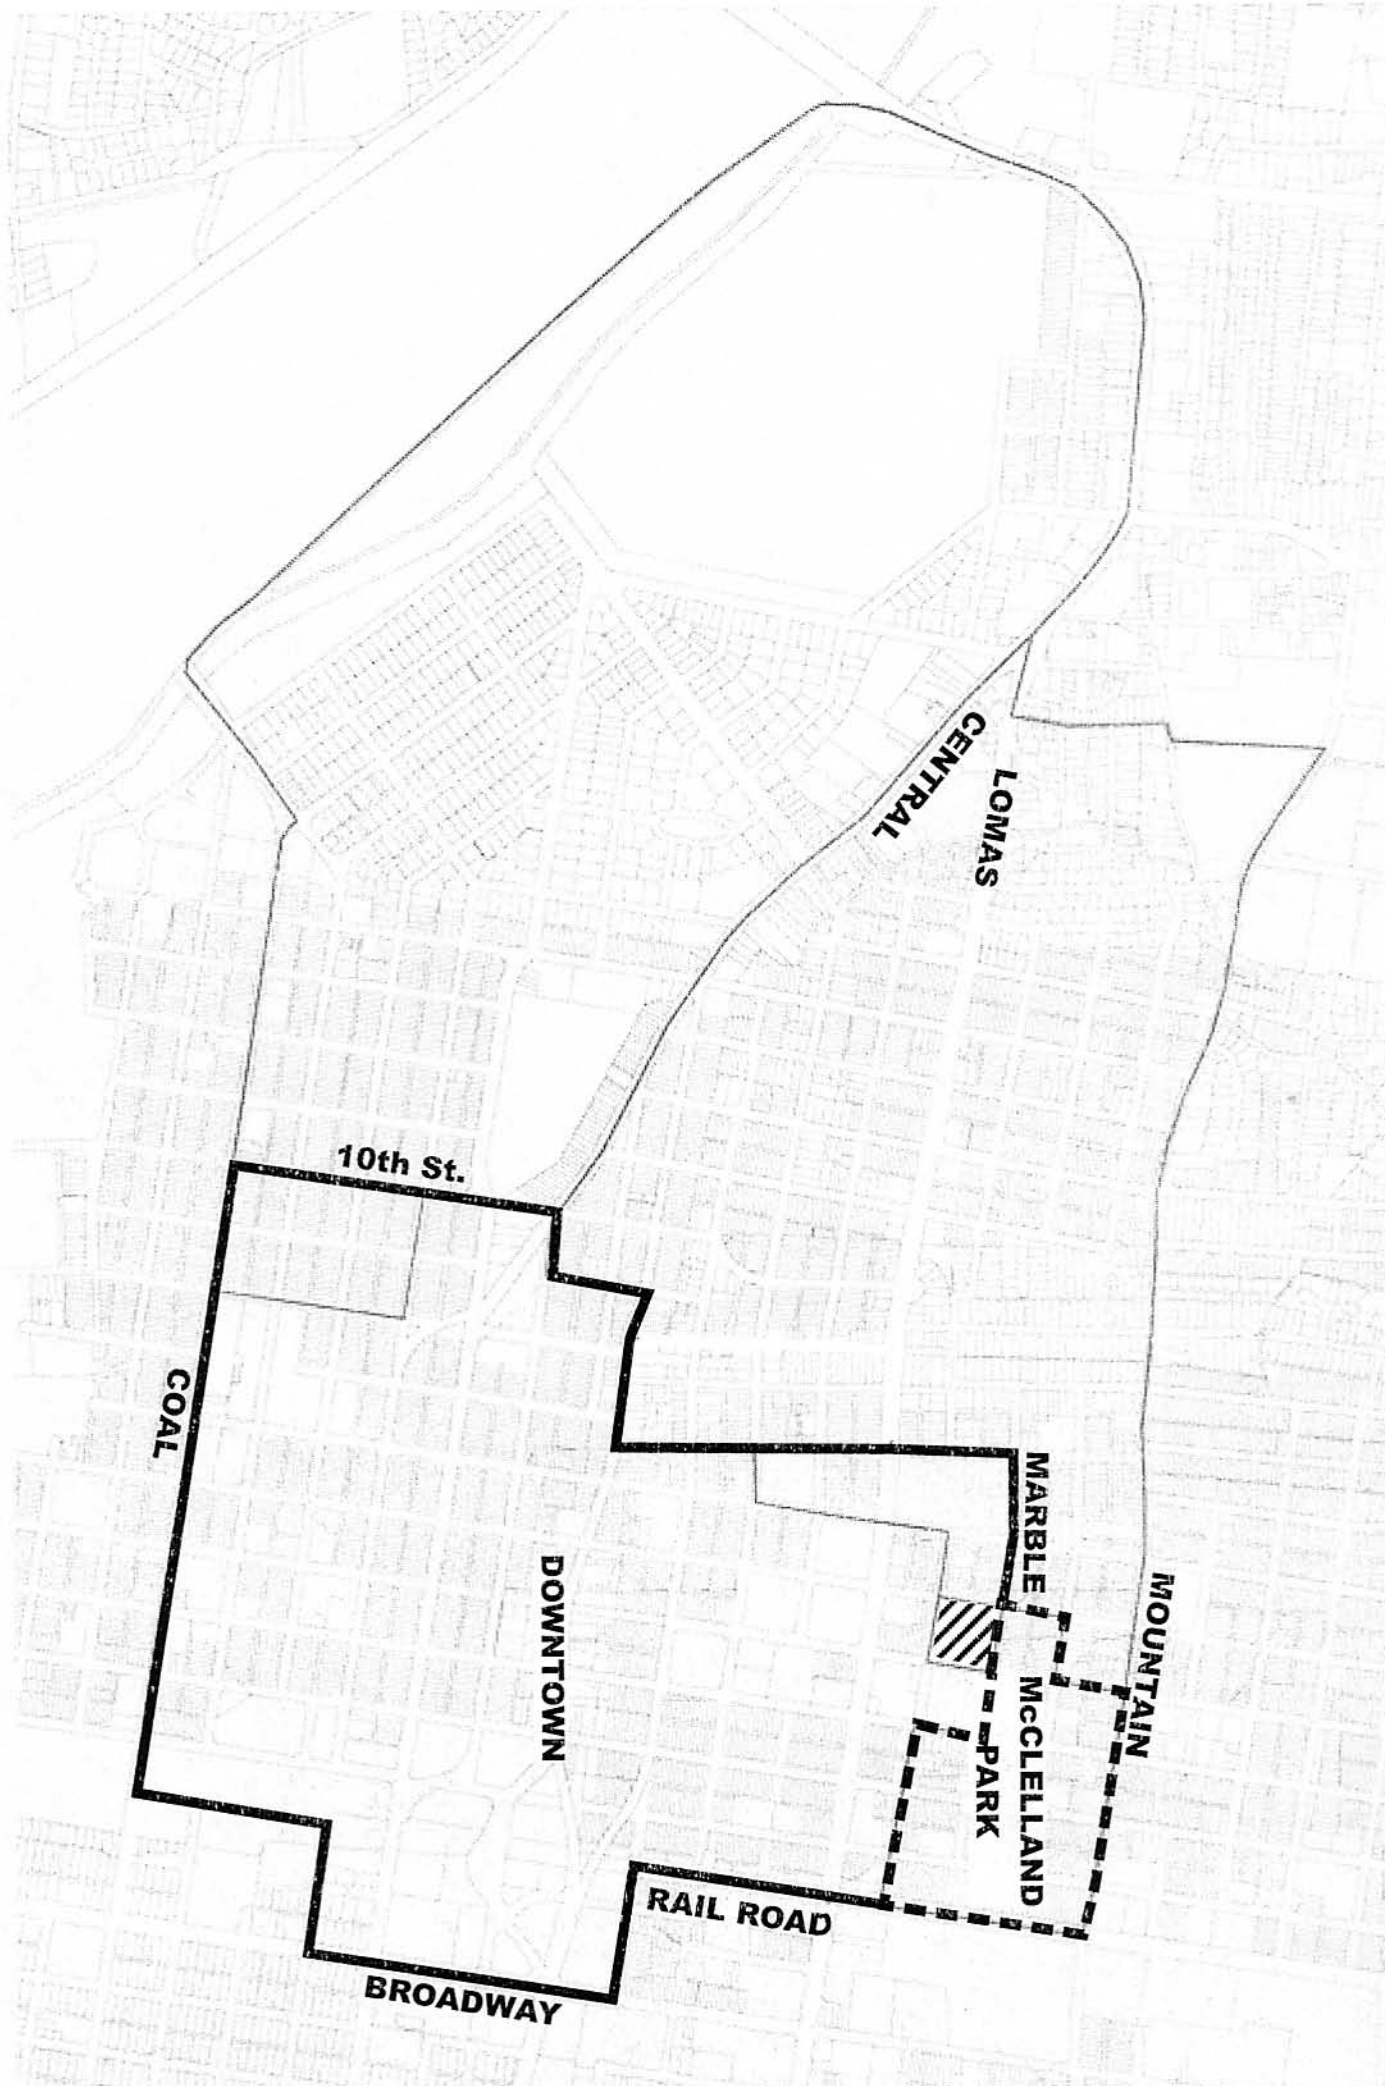 CENTRAL
LOMAS
10th St.
COAL
MARBLE
MOUNTAIN
DOWNTOWN
McCLELLAND
PARK
RAIL ROAD
BROADWAY